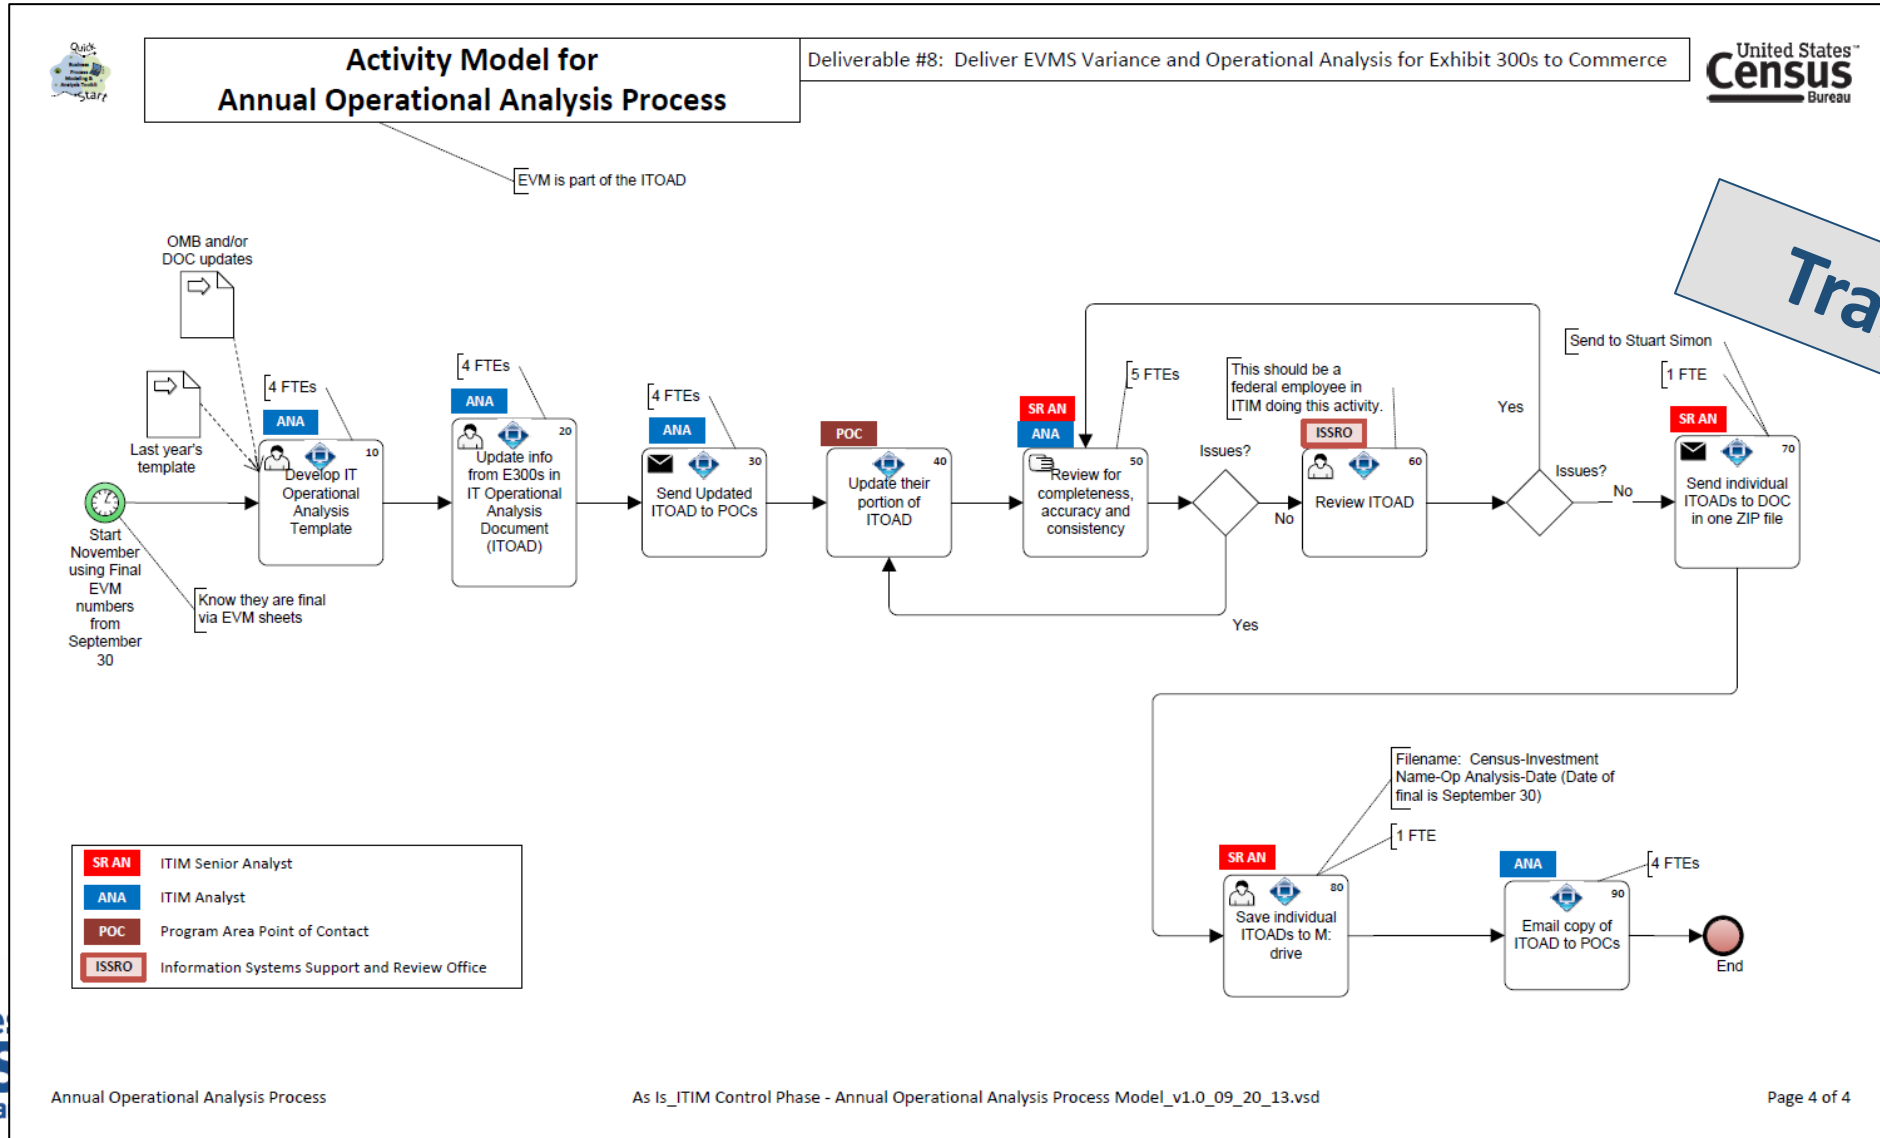 Quick
Business
Process
Modeling &
Analysis Toolkit
Start
Activity Model for
Annual Operational Analysis Process
Deliverable #8:  Deliver EVMS Variance and Operational Analysis for Exhibit 300s to Commerce
United States™
Census
Bureau
EVM is part of the ITOAD
OMB and/or
DOC updates
Last year's
template
Start
November
using Final
EVM
numbers
from
September
30
Know they are final
via EVM sheets
4 FTEs
ANA
10
Develop IT
Operational
Analysis
Template
4 FTEs
ANA
20
Update info
from E300s in
IT Operational
Analysis
Document
(ITOAD)
4 FTEs
ANA
30
Send Updated
ITOAD to POCs
POC
40
Update their
portion of
ITOAD
5 FTEs
SR AN
ANA
50
Review for
completeness,
accuracy and
consistency
Issues?
No
Yes
This should be a
federal employee in
ITIM doing this activity.
ISSRO
60
Review ITOAD
Yes
Issues?
No
Send to Stuart Simon
1 FTE
SR AN
70
Send individual
ITOADs to DOC
in one ZIP file
Tra
Filename:  Census-Investment
Name-Op Analysis-Date (Date of
final is September 30)
1 FTE
SR AN
80
Save individual
ITOADs to M:
drive
4 FTEs
ANA
90
Email copy of
ITOAD to POCs
End
SR AN ITIM Senior Analyst
ANA ITIM Analyst
POC Program Area Point of Contact
ISSRO Information Systems Support and Review Office
Annual Operational Analysis Process
As Is_ITIM Control Phase - Annual Operational Analysis Process Model_v1.0_09_20_13.vsd
Page 4 of 4